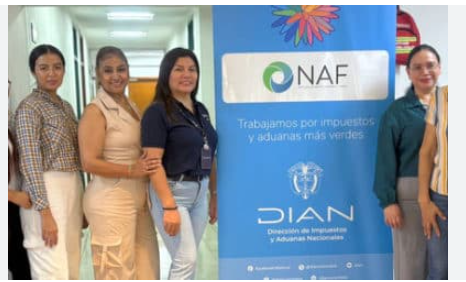 NAF
Trabajamos por impuestos
y aduanas más verdes.
DIAN
Dirección de Impuestos
y Aduanas Nacionales